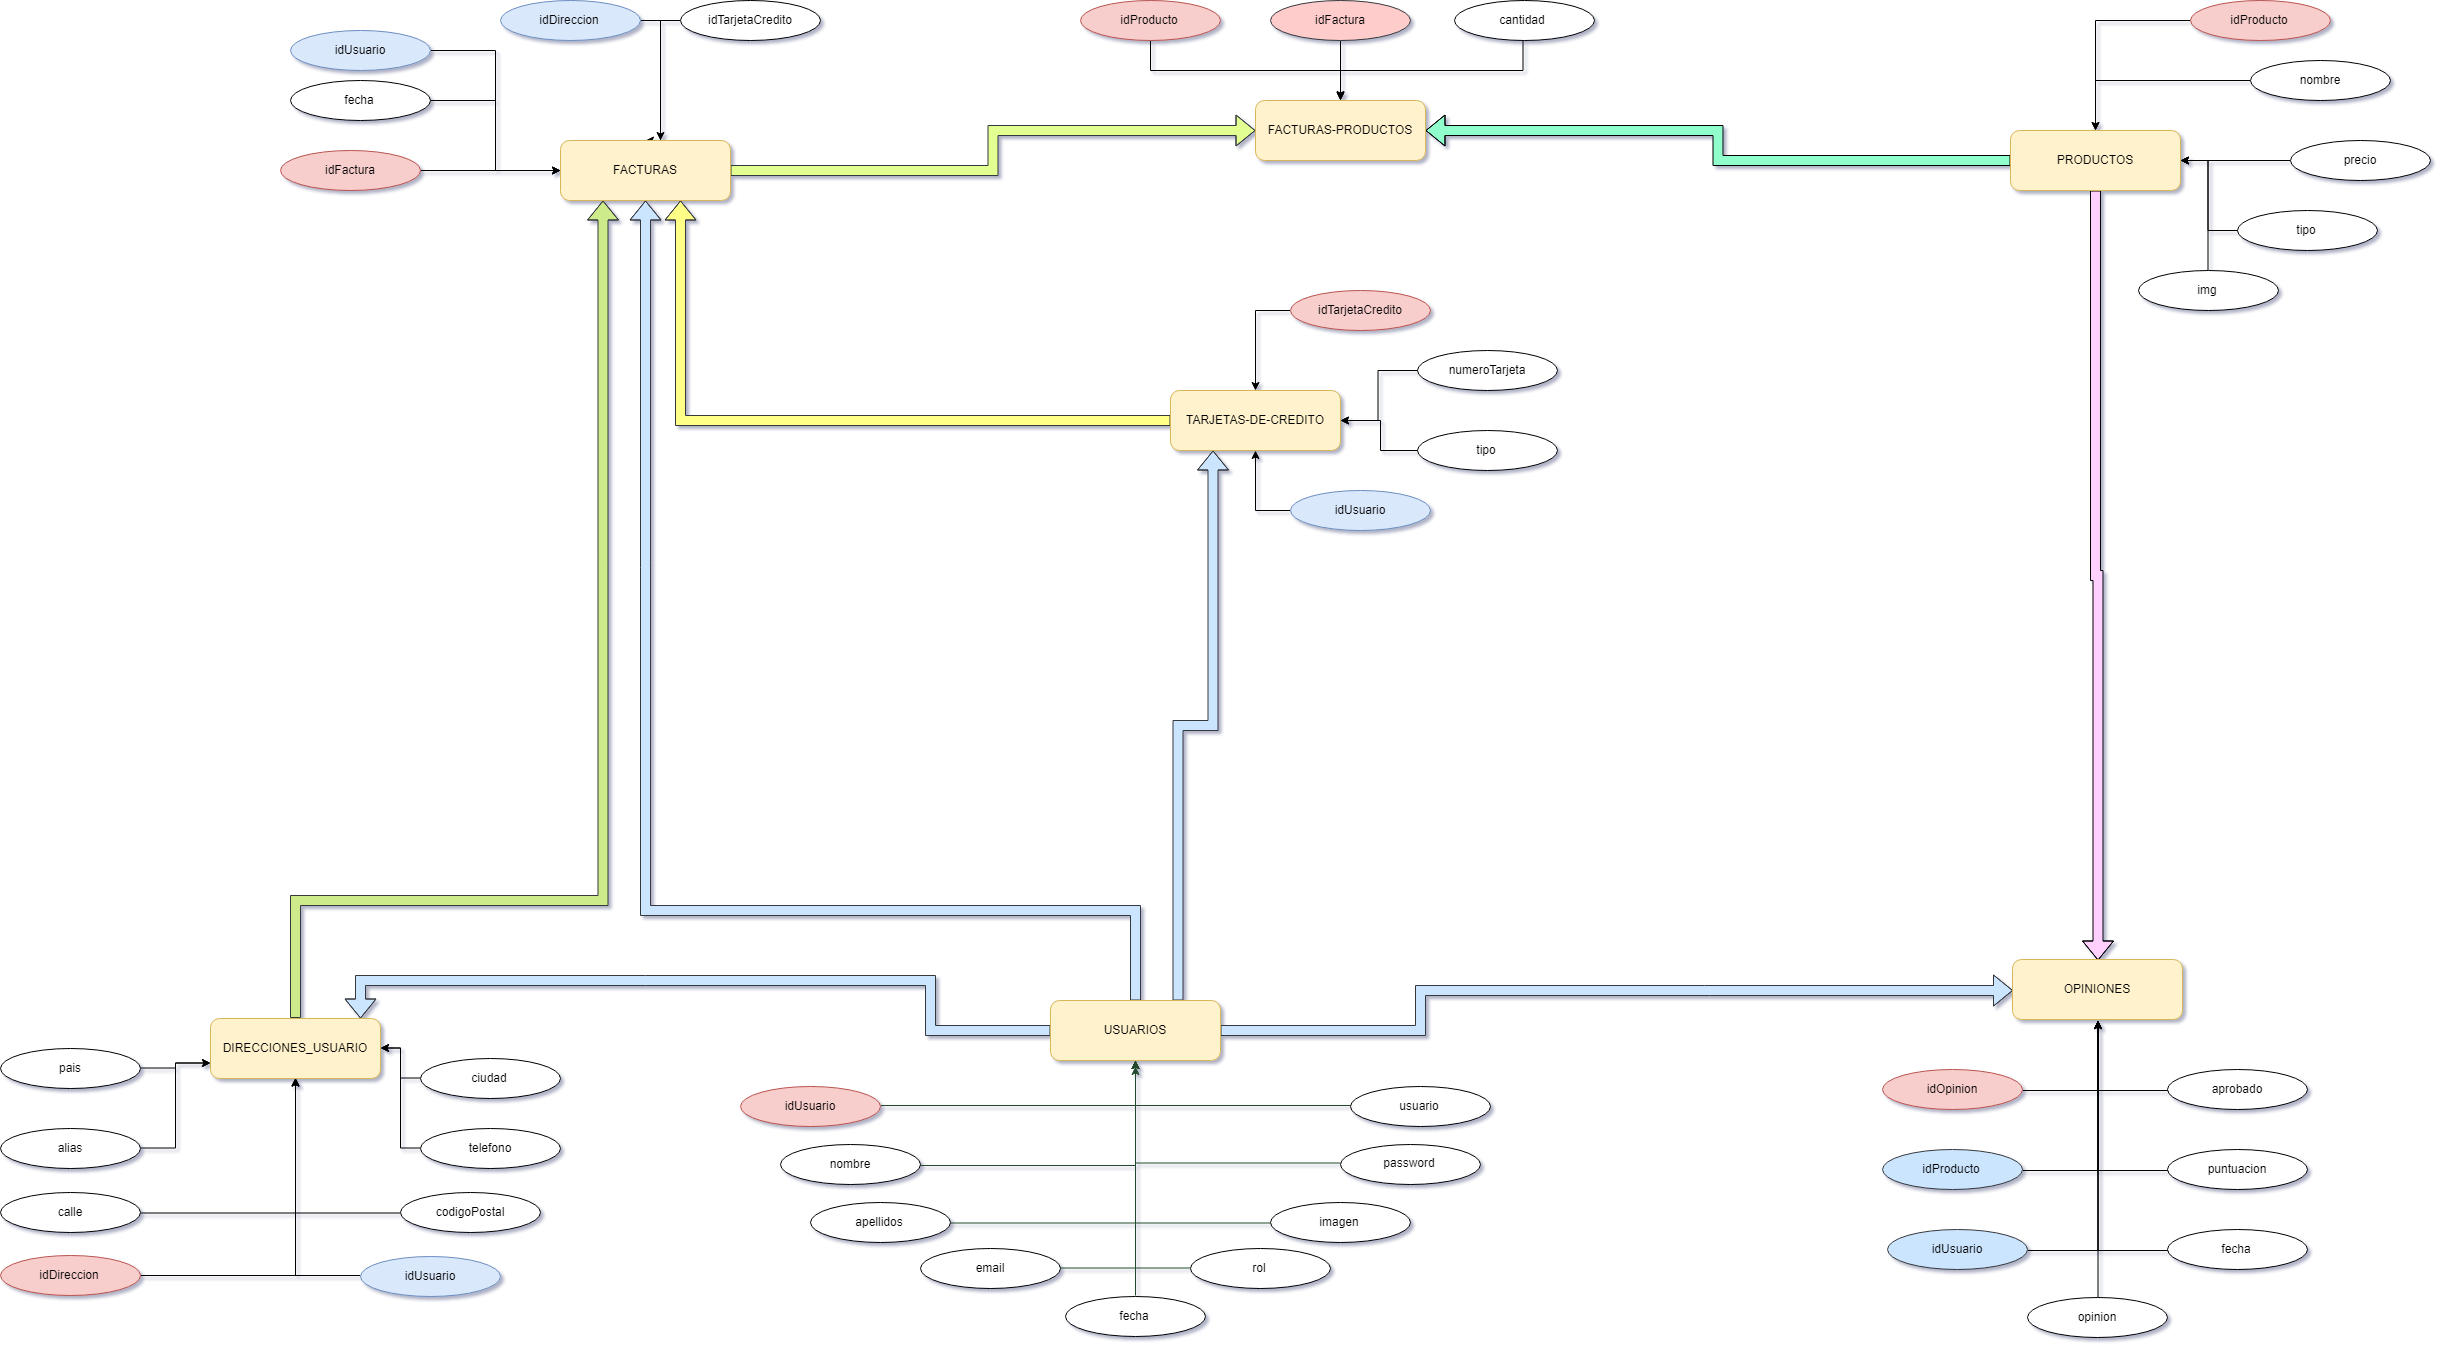 idDireccion
idTarjetaCredito
idProducto
idFactura
cantidad
idProducto
idUsuario
nombre
fecha
FACTURAS-PRODUCTOS
PRODUCTOS
precio
idFactura
FACTURAS
tipo
img
idTarjetaCredito
numeroTarjeta
TARJETAS-DE-CREDITO
tipo
idUsuario
OPINIONES
USUARIOS
DIRECCIONES_USUARIO
pais
ciudad
idOpinion
aprobado
idUsuario
usuario
alias
telefono
nombre
password
idProducto
puntuacion
calle
codigoPostal
apellidos
imagen
idUsuario
fecha
email
rol
idDireccion
idUsuario
fecha
opinion